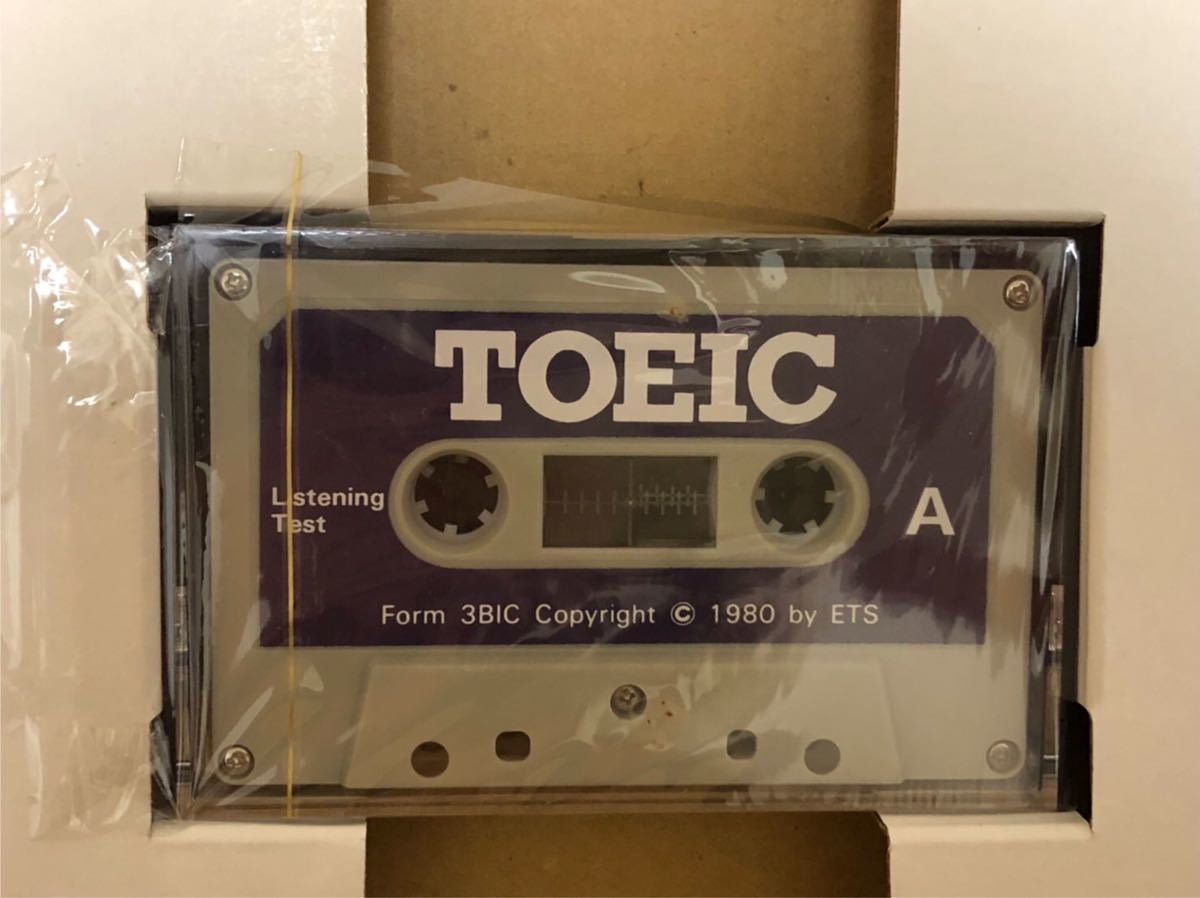 TOEIC
Listening
Test
A
Form 3BIC Copyright © 1980 by ETS